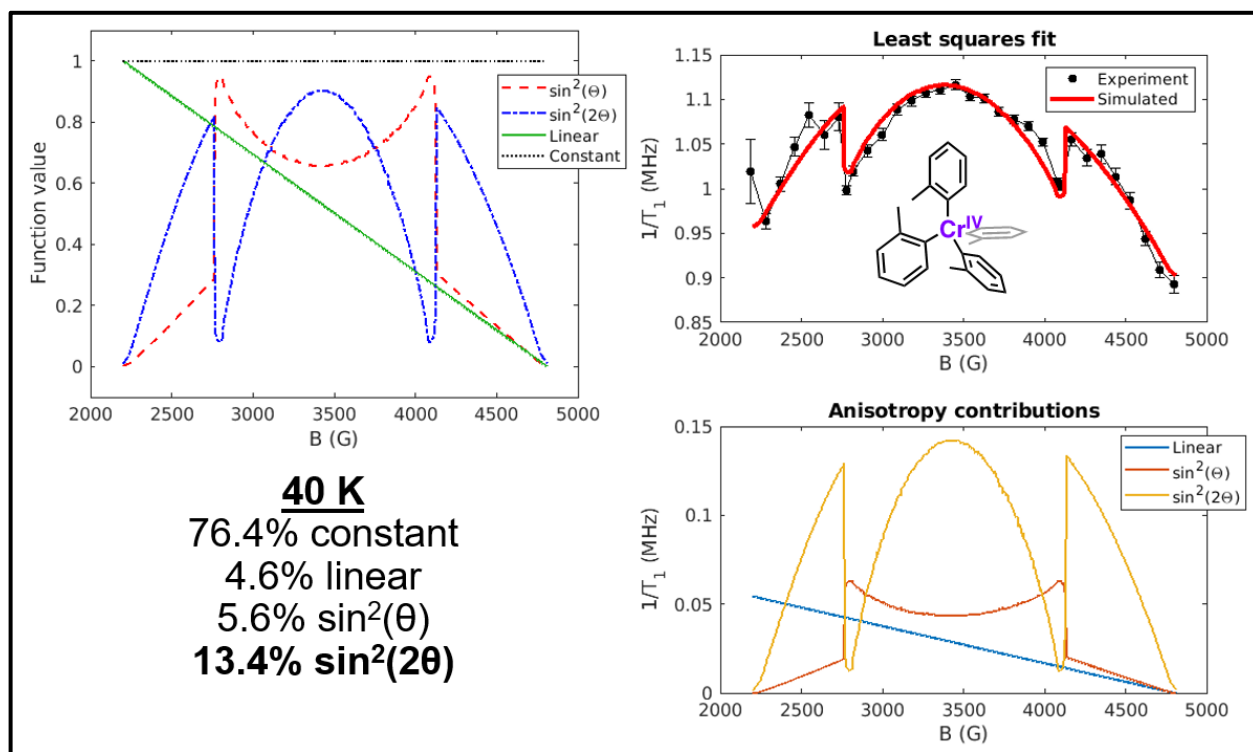 1
0.8
0.6
0.4
0.2
0
Function value
2000 2500 3000 3500 4000 4500 5000
B (G)
sin²(Θ)
sin²(2Θ)
Linear
Constant
Least squares fit
1.15
1.1
1.05
1
0.95
0.9
0.85
1/T₁ (MHz)
2000 2500 3000 3500 4000 4500 5000
B (G)
Experiment
Simulated
Crᴵⱽ
40 K
76.4% constant
4.6% linear
5.6% sin²(θ)
13.4% sin²(2θ)
Anisotropy contributions
0.15
0.1
0.05
0
1/T₁ (MHz)
2000 2500 3000 3500 4000 4500 5000
B (G)
Linear
sin²(Θ)
sin²(2Θ)